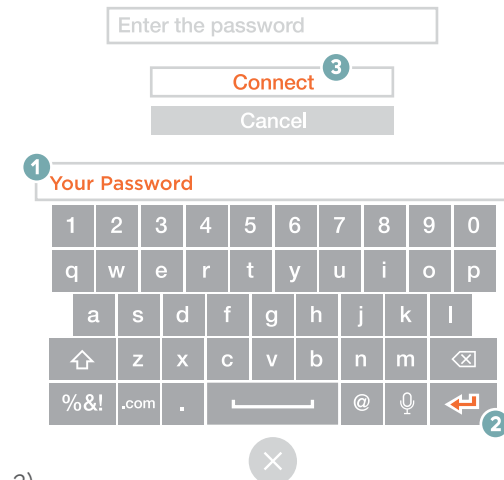 Enter the password
3
Connect
Cancel
1
Your Password
1 2 3 4 5 6 7 8 9 0
q w e r t y u i o p
a s d f g h j k l
z x c v b n m
%&! .com . @
2